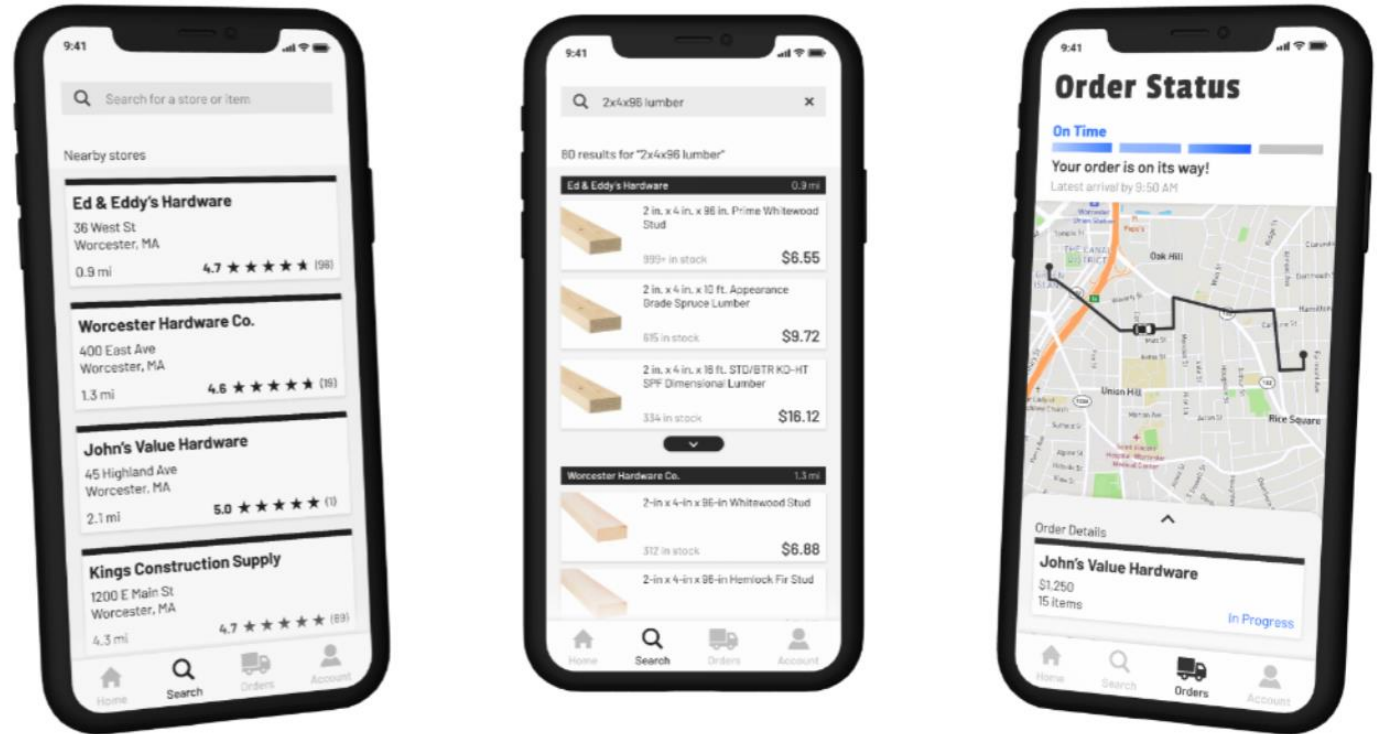 9:41
Search for a store or item
Nearby stores
Ed & Eddy's Hardware
36 West St
Worcester, MA
0.9 mi
4.7 ★★★★★ (98)
Worcester Hardware Co.
400 East Ave
Worcester, MA
1.3 mi
4.6 ★★★★★ (19)
John's Value Hardware
45 Highland Ave
Worcester, MA
2.1 mi
5.0 ★★★★★ (1)
Kings Construction Supply
1200 E Main St
Worcester, MA
4.3 mi
4.7 ★★★★★ (89)
Home
Search
Orders
Account
9:41
2x4x96 lumber
80 results for "2x4x96 lumber"
Ed & Eddy's Hardware
0.9 mi
2 in. x 4 in. x 96 in. Prime Whitewood
Stud
999+ in stock
$6.55
2 in. x 4 in. x 10 ft. Appearance
Grade Spruce Lumber
615 in stock
$9.72
2 in. x 4 in. x 16 ft. STD/BTR KD-HT
SPF Dimensional Lumber
334 in stock
$16.12
Worcester Hardware Co.
1.3 mi
2-in x 4-in x 96-in Whitewood Stud
312 in stock
$6.88
2-in x 4-in x 96-in Hemlock Fir Stud
Home
Search
Orders
Account
9:41
Order Status
On Time
Your order is on its way!
Latest arrival by 9:50 AM
Worcester
Union Station
THE CANAL
DISTRICT
Oak Hill
Union Hill
Rice Square
Medical Center
Order Details
John's Value Hardware
$1,250
15 items
In Progress
Home
Search
Orders
Account